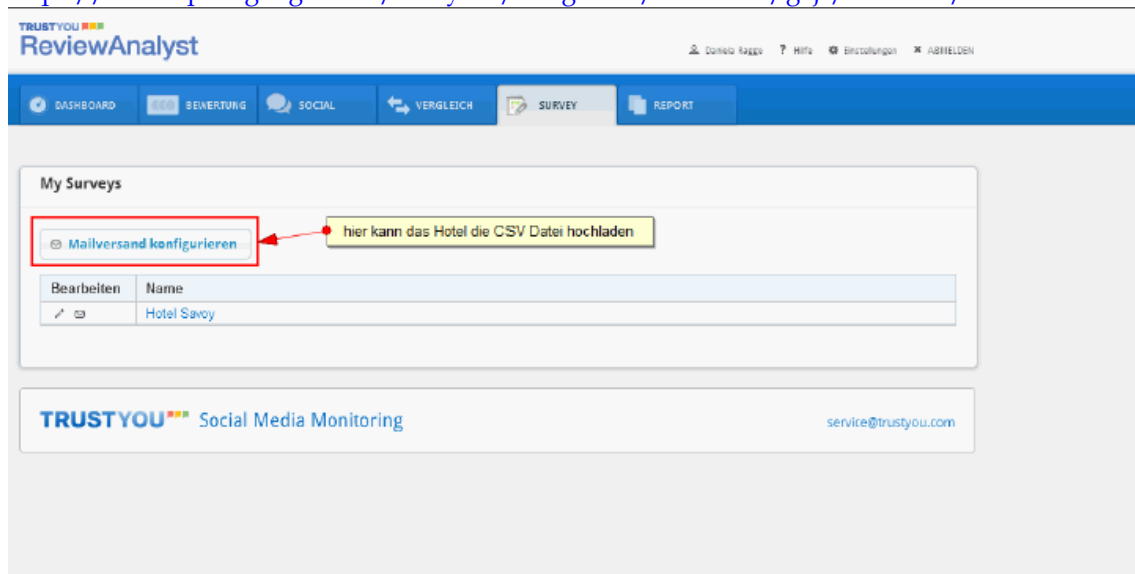 TRUSTYOU
ReviewAnalyst
? Hilfe Einstellungen ✖ ABMELDEN
DASHBOARD BEWERTUNG SOCIAL VERGLEICH SURVEY REPORT
My Surveys
hier kann das Hotel die CSV Datei hochladen
Mailversand konfigurieren
Bearbeiten Name
Hotel Savoy
TRUSTYOU Social Media Monitoring service@trustyou.com